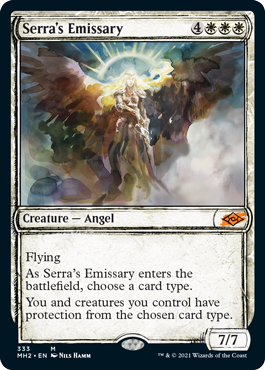 Serra's Emissary 4
Creature — Angel
Flying
As Serra's Emissary enters the
battlefield, choose a card type.
You and creatures you control have
protection from the chosen card type.
7/7
333 M
MH2 • EN NILS HAMM
™ & © 2021 Wizards of the Coast